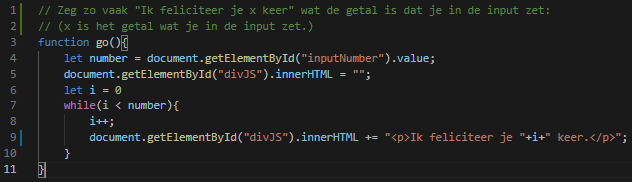 1 // Zeg zo vaak "Ik feliciteer je x keer" wat de getal is dat je in de input zet:
2 // (x is het getal wat je in de input zet.)
3 function go(){
4 let number = document.getElementById("inputNumber").value;
5 document.getElementById("divJS").innerHTML = "";
6 let i = 0
7 while(i < number){
8 i++;
9 document.getElementById("divJS").innerHTML += "<p>Ik feliciteer je "+i+" keer.</p>";
10 }
11 }